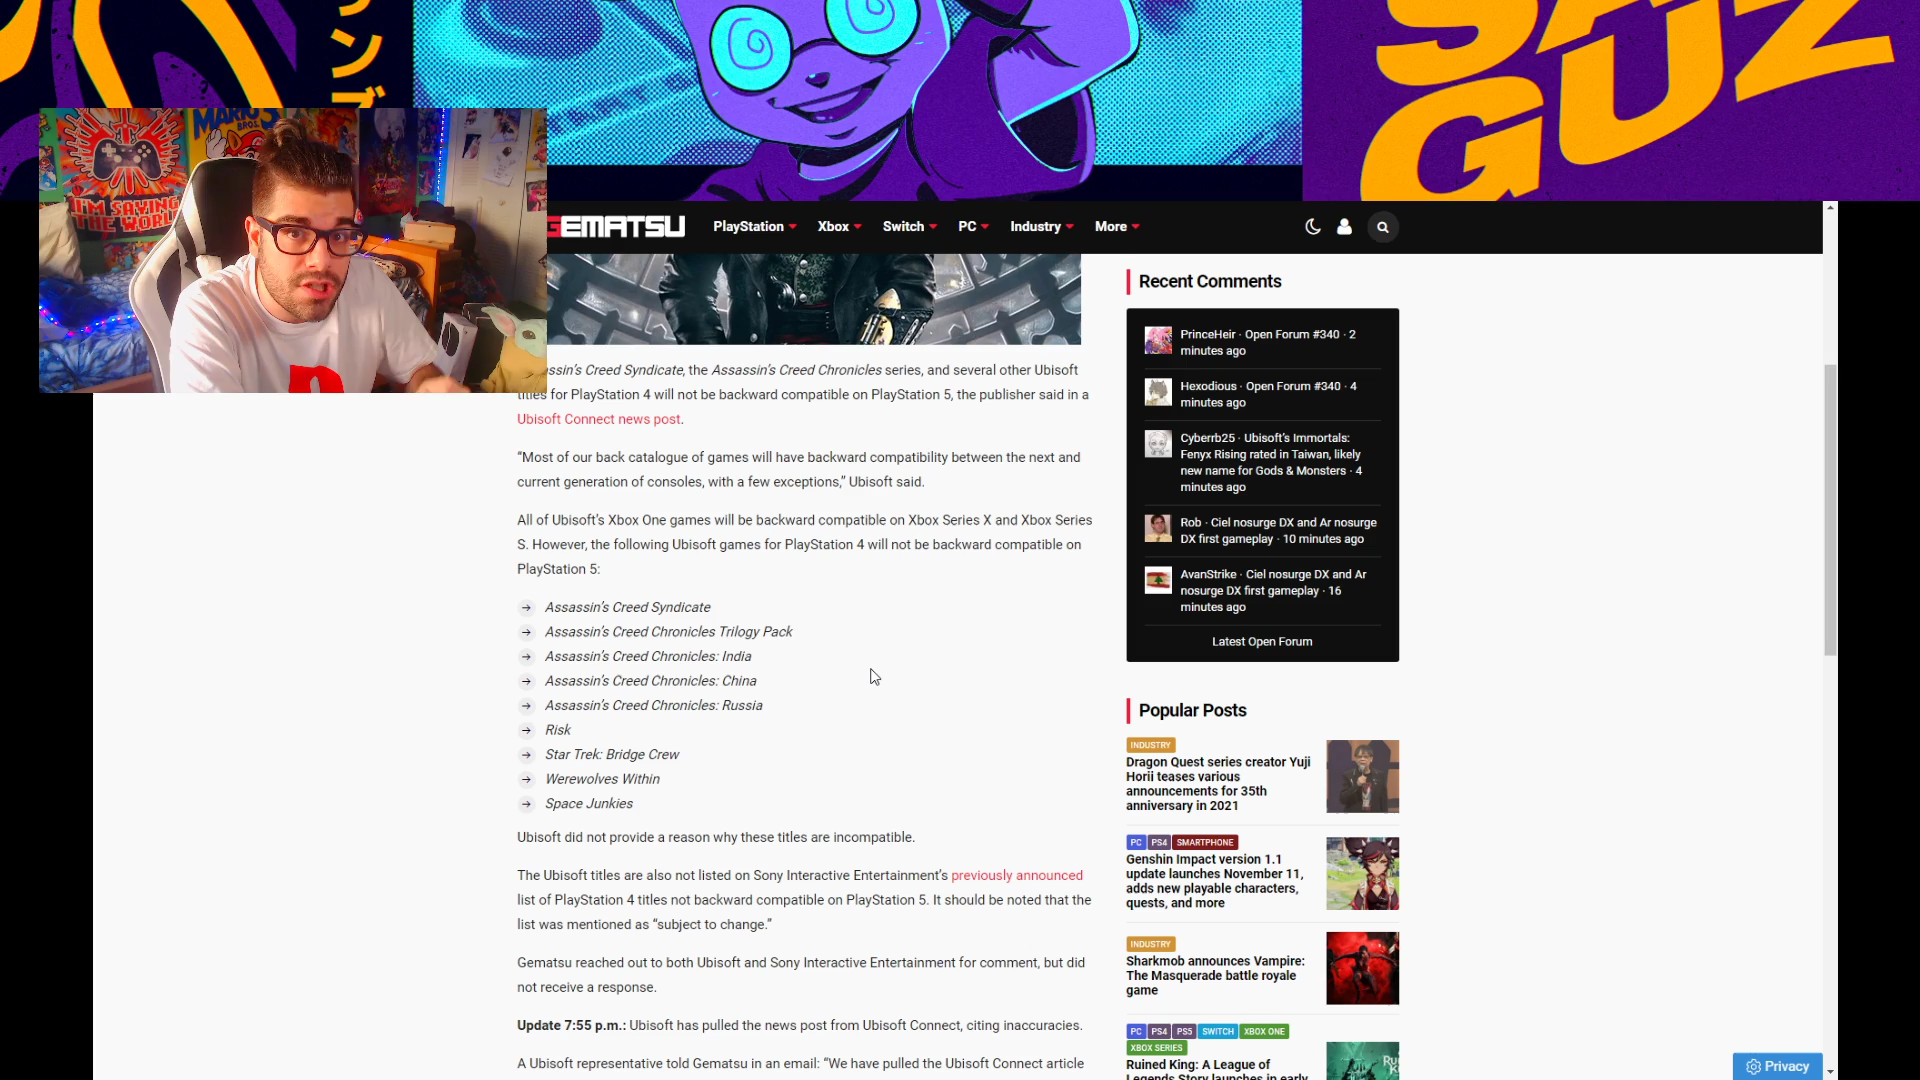 ング
GUZ
MARIO
BROS.
I'M SAVING
THE WORLD
GEMATSU
PlayStation
Xbox
Switch
PC
Industry
More
Assassin's Creed Syndicate, the Assassin's Creed Chronicles series, and several other Ubisoft
titles for PlayStation 4 will not be backward compatible on PlayStation 5, the publisher said in a
Ubisoft Connect news post.
“Most of our back catalogue of games will have backward compatibility between the next and
current generation of consoles, with a few exceptions,” Ubisoft said.
All of Ubisoft's Xbox One games will be backward compatible on Xbox Series X and Xbox Series
S. However, the following Ubisoft games for PlayStation 4 will not be backward compatible on
PlayStation 5:
Assassin's Creed Syndicate
Assassin's Creed Chronicles Trilogy Pack
Assassin's Creed Chronicles: India
Assassin's Creed Chronicles: China
Assassin's Creed Chronicles: Russia
Risk
Star Trek: Bridge Crew
Werewolves Within
Space Junkies
Ubisoft did not provide a reason why these titles are incompatible.
The Ubisoft titles are also not listed on Sony Interactive Entertainment's previously announced
list of PlayStation 4 titles not backward compatible on PlayStation 5. It should be noted that the
list was mentioned as “subject to change.”
Gematsu reached out to both Ubisoft and Sony Interactive Entertainment for comment, but did
not receive a response.
Update 7:55 p.m.: Ubisoft has pulled the news post from Ubisoft Connect, citing inaccuracies.
A Ubisoft representative told Gematsu in an email: “We have pulled the Ubisoft Connect article
Recent Comments
PrinceHeir · Open Forum #340 · 2
minutes ago
Hexodious · Open Forum #340 · 4
minutes ago
Cyberrb25 · Ubisoft's Immortals:
Fenyx Rising rated in Taiwan, likely
new name for Gods & Monsters · 4
minutes ago
Rob · Ciel nosurge DX and Ar nosurge
DX first gameplay · 10 minutes ago
AvanStrike · Ciel nosurge DX and Ar
nosurge DX first gameplay · 16
minutes ago
Latest Open Forum
Popular Posts
INDUSTRY
Dragon Quest series creator Yuji
Horii teases various
announcements for 35th
anniversary in 2021
PC PS4 SMARTPHONE
Genshin Impact version 1.1
update launches November 11,
adds new playable characters,
quests, and more
INDUSTRY
Sharkmob announces Vampire:
The Masquerade battle royale
game
PC PS4 PS5 SWITCH XBOX ONE
XBOX SERIES
Ruined King: A League of
Legends Story launches in early
Privacy